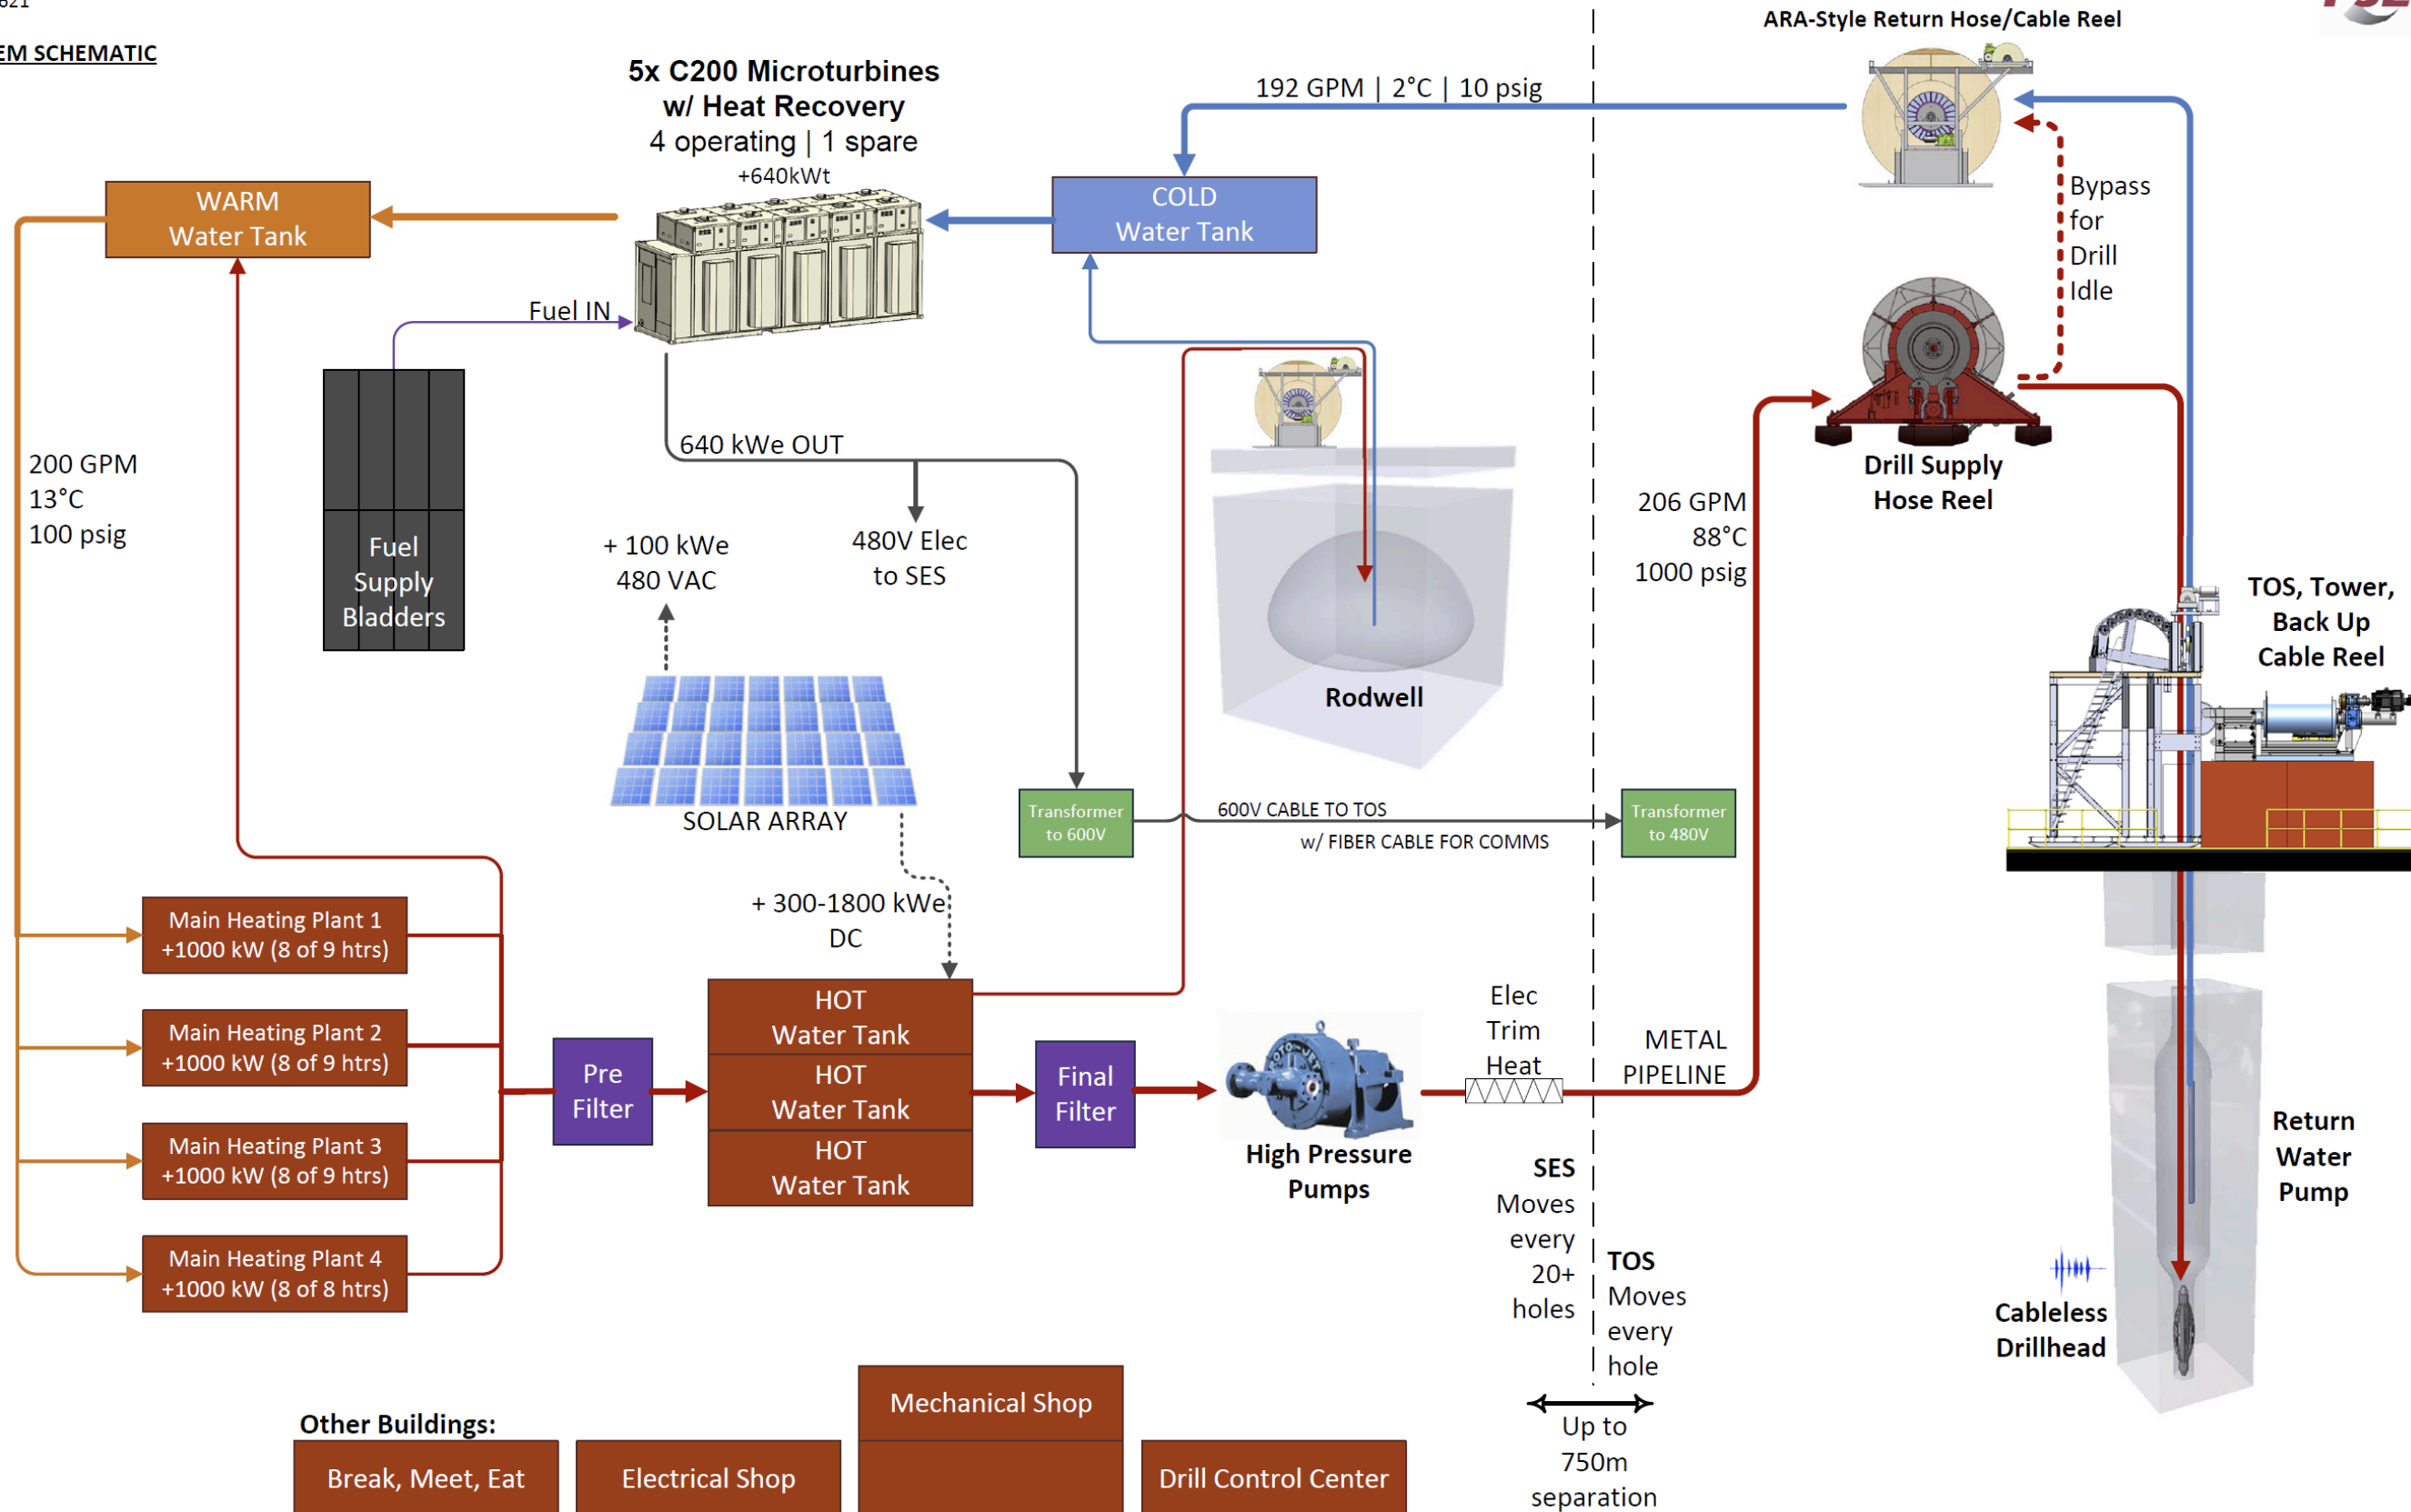 EM SCHEMATIC
ARA-Style Return Hose/Cable Reel
5x C200 Microturbines
w/ Heat Recovery
4 operating | 1 spare
+640kWt
192 GPM | 2°C | 10 psig
WARM
Water Tank
COLD
Water Tank
Bypass
for
Drill
Idle
Fuel IN
200 GPM
13°C
100 psig
Fuel
Supply
Bladders
640 kWe OUT
+ 100 kWe
480 VAC
480V Elec
to SES
Drill Supply
Hose Reel
206 GPM
88°C
1000 psig
TOS, Tower,
Back Up
Cable Reel
Rodwell
SOLAR ARRAY
Transformer
to 600V
600V CABLE TO TOS
w/ FIBER CABLE FOR COMMS
Transformer
to 480V
+ 300-1800 kWe
DC
Main Heating Plant 1
+1000 kW (8 of 9 htrs)
Main Heating Plant 2
+1000 kW (8 of 9 htrs)
Main Heating Plant 3
+1000 kW (8 of 9 htrs)
Main Heating Plant 4
+1000 kW (8 of 8 htrs)
Pre
Filter
HOT
Water Tank
HOT
Water Tank
HOT
Water Tank
Final
Filter
High Pressure
Pumps
Elec
Trim
Heat
METAL
PIPELINE
Return
Water
Pump
SES
Moves
every
20+
holes
TOS
Moves
every
hole
Cableless
Drillhead
Up to
750m
separation
Other Buildings:
Break, Meet, Eat
Electrical Shop
Mechanical Shop
Drill Control Center